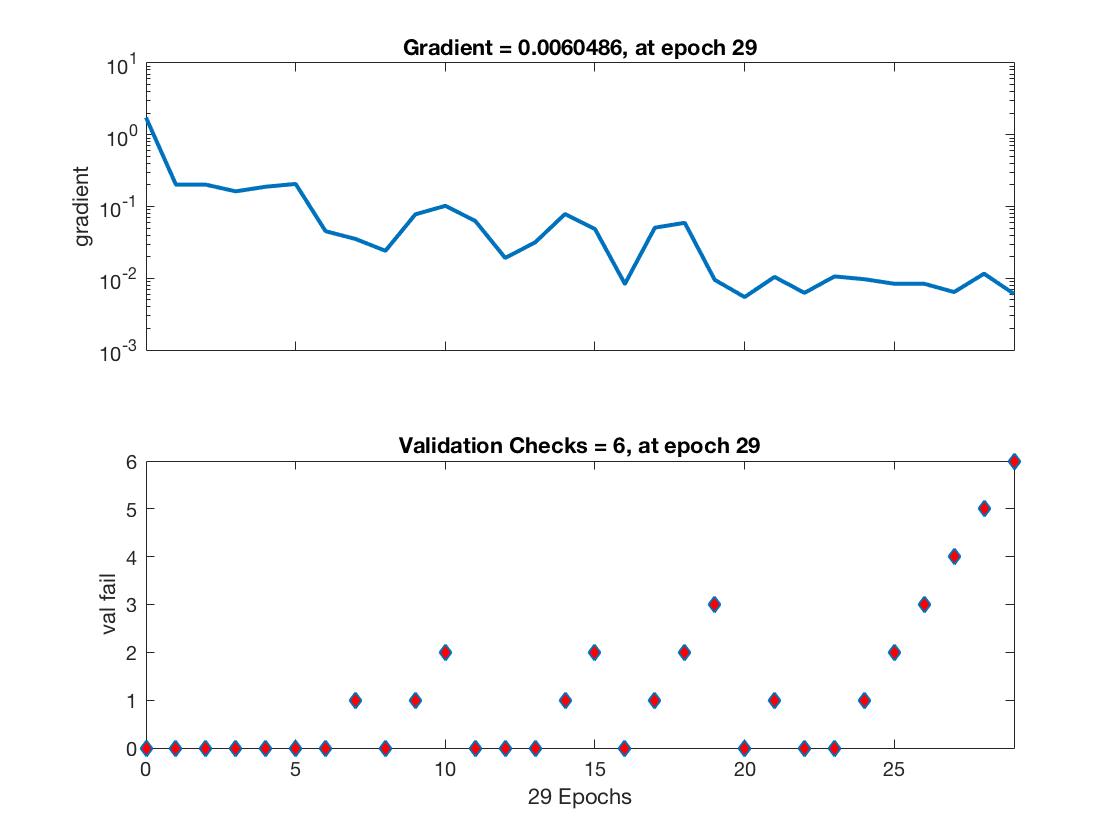 Gradient = 0.0060486, at epoch 29
10^1
10^0
10^-1
10^-2
10^-3
gradient
Validation Checks = 6, at epoch 29
6
5
4
3
2
1
0
val fail
0 5 10 15 20 25
29 Epochs